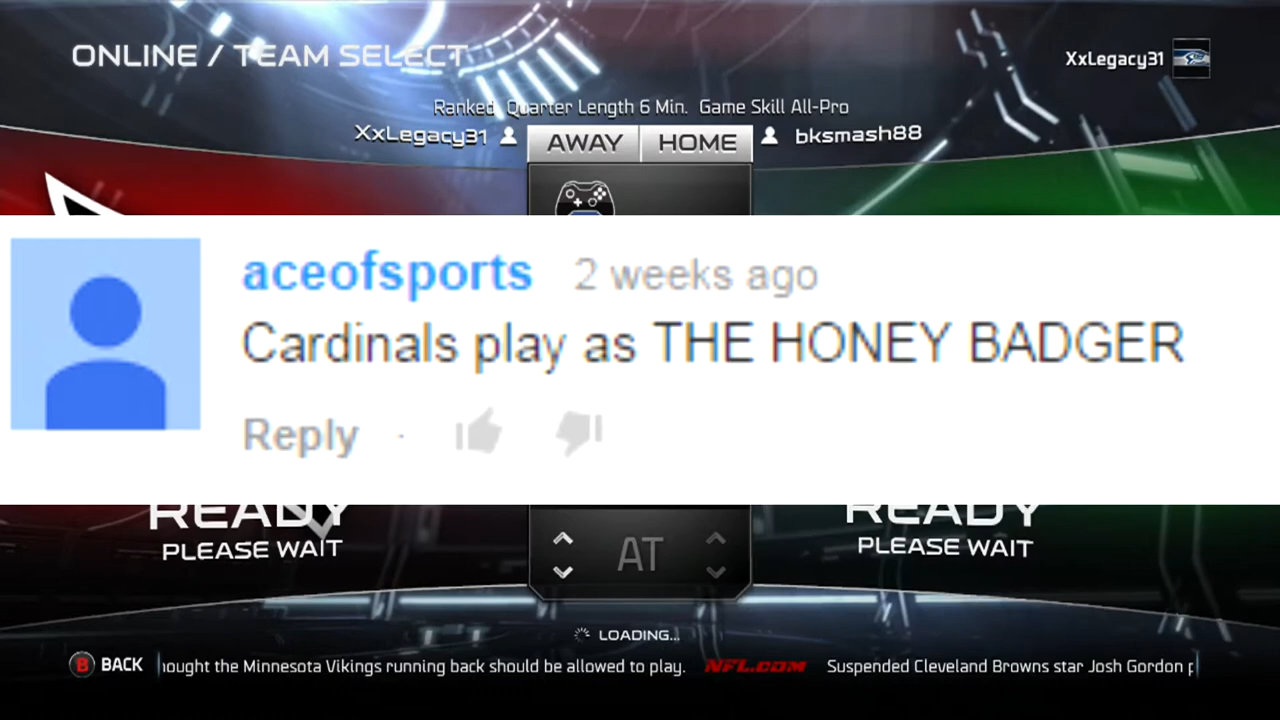 ONLINE / TEAM SELECT
XxLegacy31
Ranked Quarter Length 6 Min. Game Skill All-Pro
XxLegacy31 AWAY HOME bksmash88
aceofsports 2 weeks ago
Cardinals play as THE HONEY BADGER
Reply ·
READY READY
PLEASE WAIT PLEASE WAIT
AT
LOADING...
B BACK hought the Minnesota Vikings running back should be allowed to play. NFL.COM Suspended Cleveland Browns star Josh Gordon p